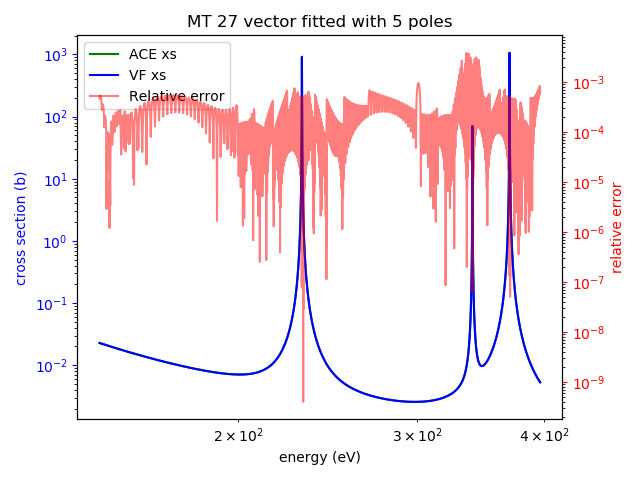 MT 27 vector fitted with 5 poles
ACE xs
VF xs
Relative error
cross section (b)
10³
10²
10¹
10⁰
10⁻¹
10⁻²
relative error
10⁻³
10⁻⁴
10⁻⁵
10⁻⁶
10⁻⁷
10⁻⁸
10⁻⁹
2 × 10² 3 × 10² 4 × 10²
energy (eV)